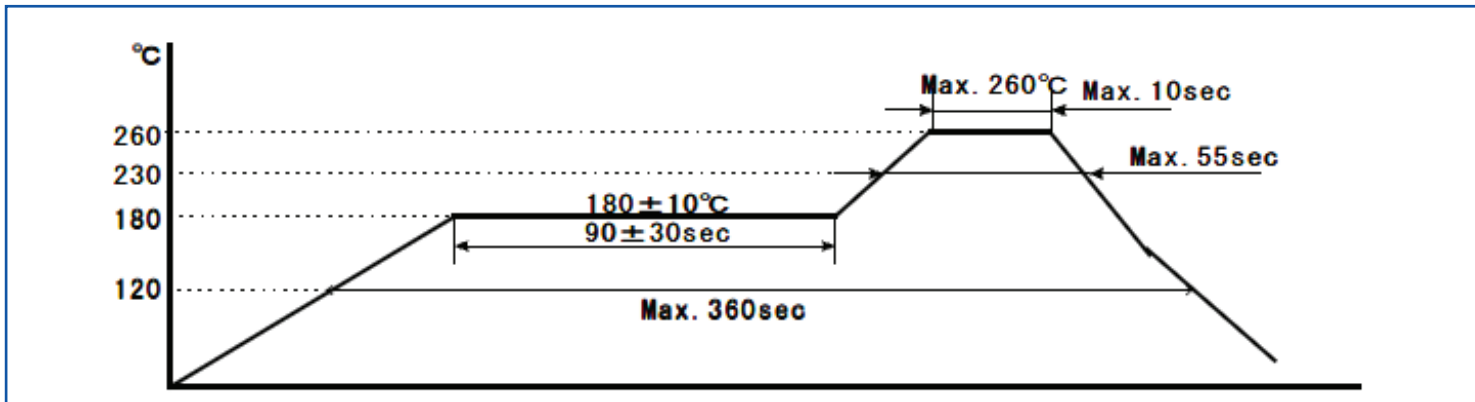 ℃
Max. 260℃
Max. 10sec
260
Max. 55sec
230
180±10℃
180
90±30sec
120
Max. 360sec